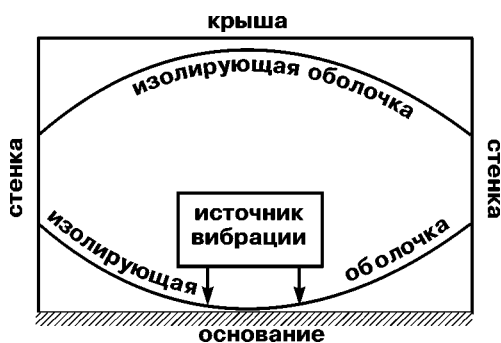 крыша
изолирующая оболочка
стенка
стенка
источник
вибрации
изолирующая оболочка
основание